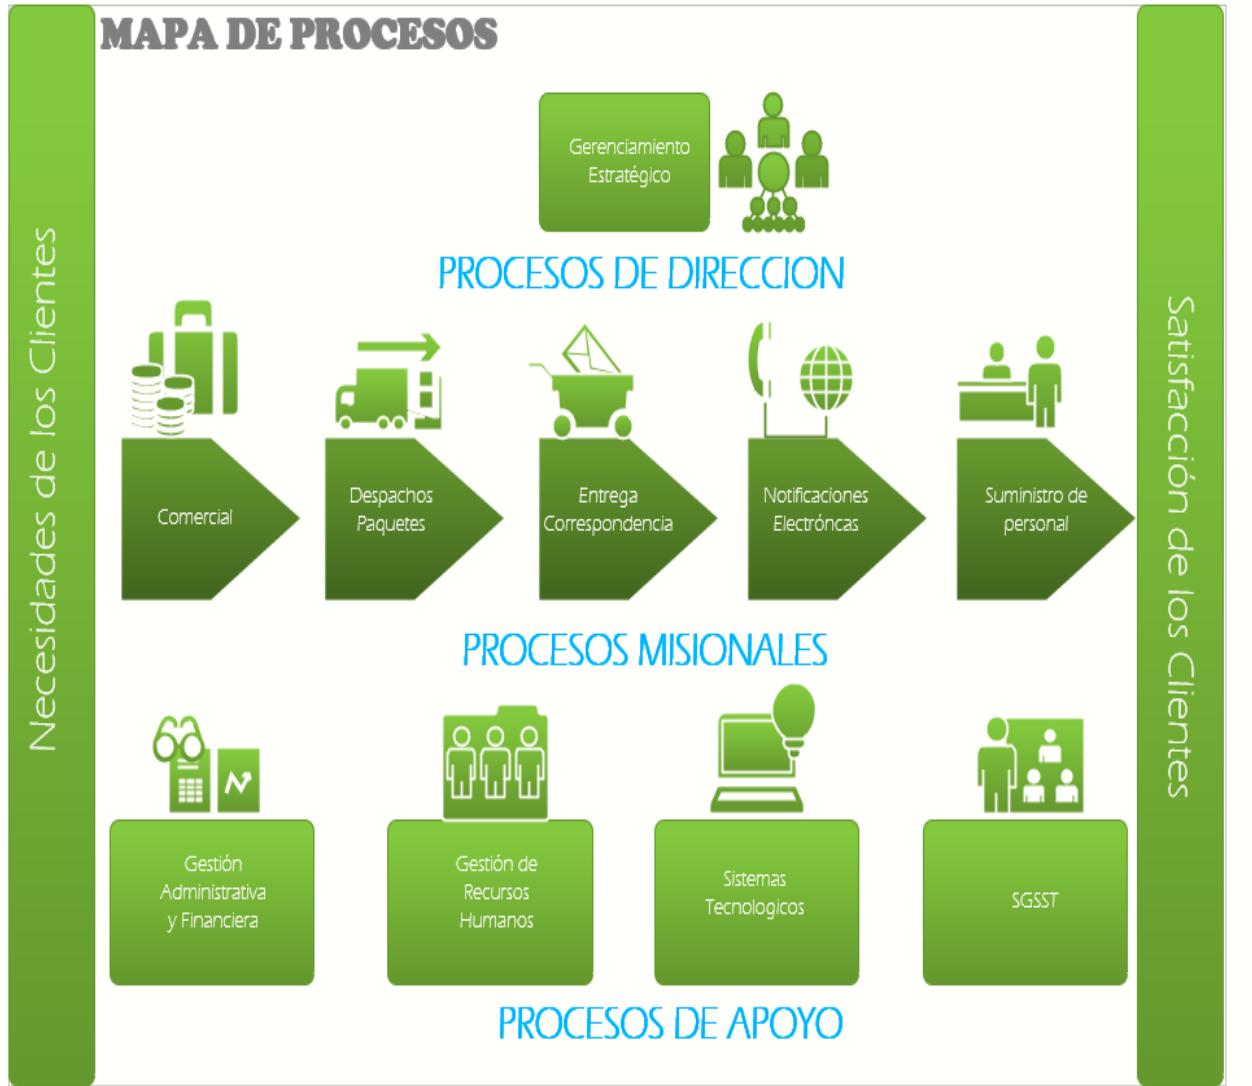 MAPA DE PROCESOS
Necesidades de los Clientes
Gerenciamiento
Estratégico
PROCESOS DE DIRECCION
Comercial
Despachos
Paquetes
Entrega
Correspondencia
Notificaciones
Electróncas
Suministro de
personal
PROCESOS MISIONALES
Gestión
Administrativa
y Financiera
Gestión de
Recursos
Humanos
Sistemas
Tecnologicos
SGSST
PROCESOS DE APOYO
Satisfacción de los Clientes